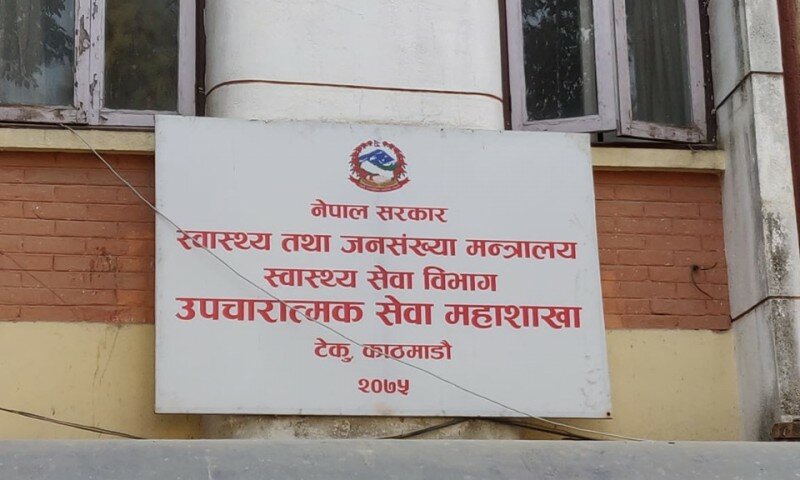 नेपाल सरकार
स्वास्थ्य तथा जनसंख्या मन्त्रालय
स्वास्थ्य सेवा विभाग
उपचारात्मक सेवा महाशाखा
टेकु, काठमाडौ
२०७५